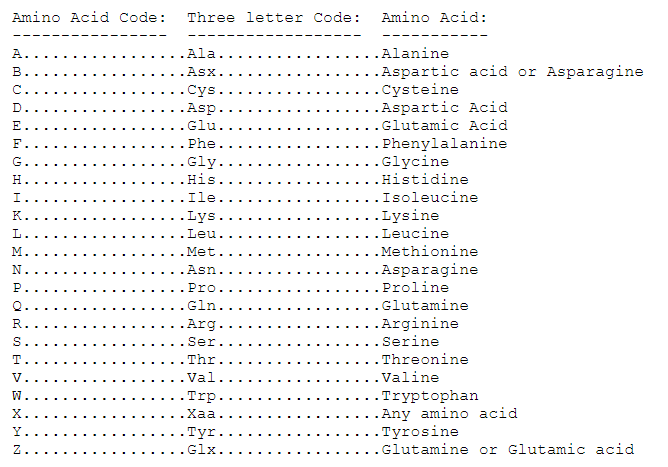 Amino Acid Code:  Three letter Code:  Amino Acid:
----------------  ------------------  -----------
A.................Ala.................Alanine
B.................Asx.................Aspartic acid or Asparagine
C.................Cys.................Cysteine
D.................Asp.................Aspartic Acid
E.................Glu.................Glutamic Acid
F.................Phe.................Phenylalanine
G.................Gly.................Glycine
H.................His.................Histidine
I.................Ile.................Isoleucine
K.................Lys.................Lysine
L.................Leu.................Leucine
M.................Met.................Methionine
N.................Asn.................Asparagine
P.................Pro.................Proline
Q.................Gln.................Glutamine
R.................Arg.................Arginine
S.................Ser.................Serine
T.................Thr.................Threonine
V.................Val.................Valine
W.................Trp.................Tryptophan
X.................Xaa.................Any amino acid
Y.................Tyr.................Tyrosine
Z.................Glx.................Glutamine or Glutamic acid